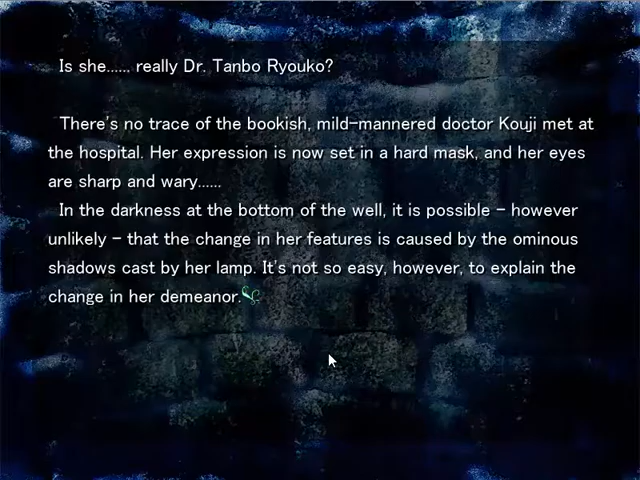 Is she...... really Dr. Tanbo Ryouko?
There's no trace of the bookish, mild-mannered doctor Kouji met at
the hospital. Her expression is now set in a hard mask, and her eyes
are sharp and wary......
In the darkness at the bottom of the well, it is possible - however
unlikely - that the change in her features is caused by the ominous
shadows cast by her lamp. It's not so easy, however, to explain the
change in her demeanor.